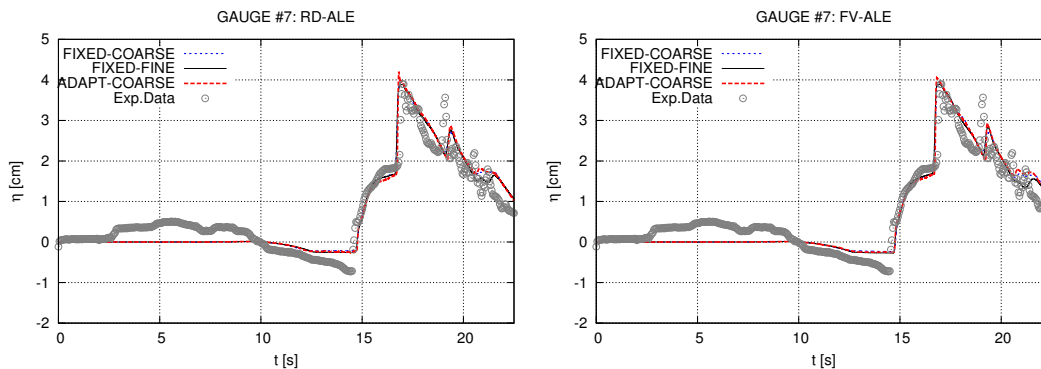 GAUGE #7: RD-ALE
FIXED-COARSE
FIXED-FINE
ADAPT-COARSE
Exp.Data
η [cm]
5
4
3
2
1
0
-1
-2
0
5
10
15
20
t [s]
GAUGE #7: FV-ALE
FIXED-COARSE
FIXED-FINE
ADAPT-COARSE
Exp.Data
η [cm]
5
4
3
2
1
0
-1
-2
0
5
10
15
20
t [s]